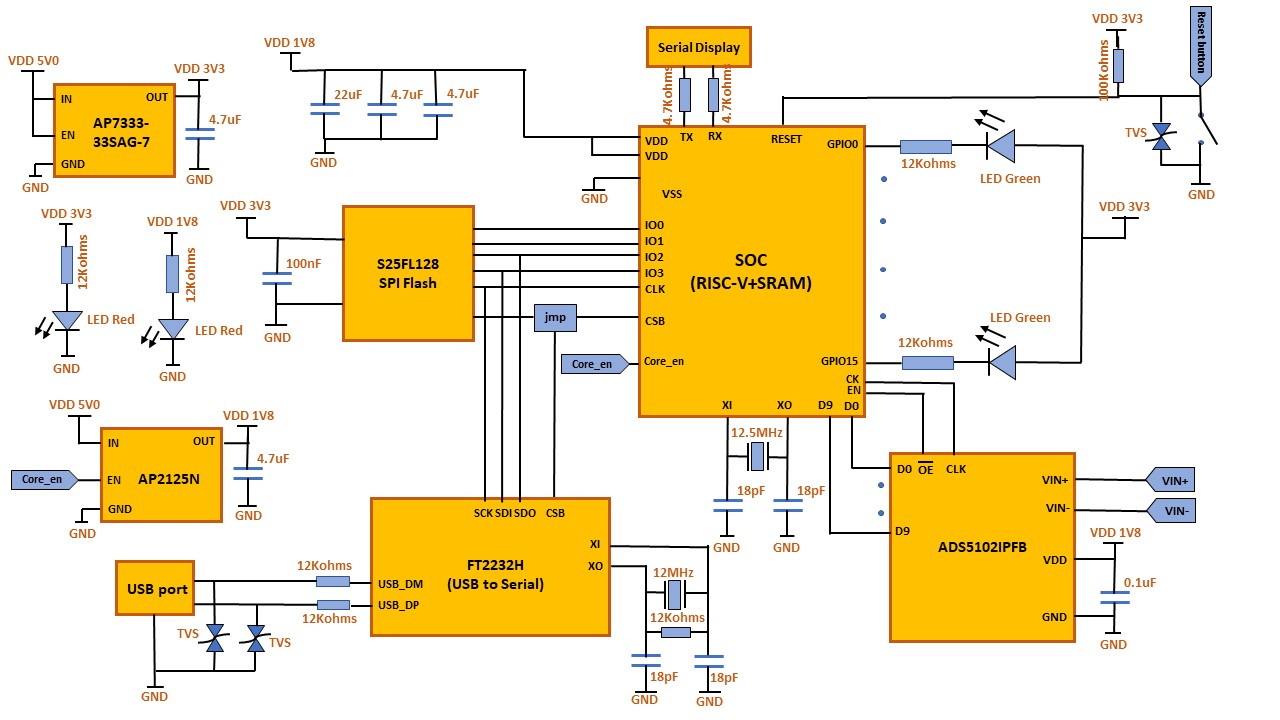 VDD 5V0
IN
OUT
EN
AP7333-
33SAG-7
GND
GND
VDD 3V3
4.7uF
GND
VDD 1V8
22uF
4.7uF
4.7uF
GND
Serial Display
4.7Kohms
4.7Kohms
TX
RX
RESET
VDD
VDD
GND
VSS
IO0
IO1
IO2
IO3
CLK
CSB
Core_en
SOC
(RISC-V+SRAM)
GPIO0
GPIO15
CK
EN
XI
XO
D9
D0
VDD 3V3
100Kohms
Reset button
TVS
GND
12Kohms
LED Green
VDD 3V3
LED Green
12Kohms
VDD 3V3
12Kohms
LED Red
GND
VDD 1V8
12Kohms
LED Red
GND
VDD 3V3
100nF
GND
S25FL128
SPI Flash
jmp
Core_en
VDD 5V0
IN
OUT
EN
AP2125N
GND
GND
Core_en
VDD 1V8
4.7uF
GND
12.5MHz
18pF
18pF
GND
GND
D0
OE
CLK
D9
ADS5102IPFB
VIN+
VIN-
VDD
GND
VIN+
VIN-
VDD 1V8
0.1uF
GND
SCK
SDI
SDO
CSB
XI
XO
FT2232H
(USB to Serial)
USB_DM
USB_DP
12Kohms
12Kohms
USB port
TVS
TVS
GND
12MHz
12Kohms
18pF
18pF
GND
GND